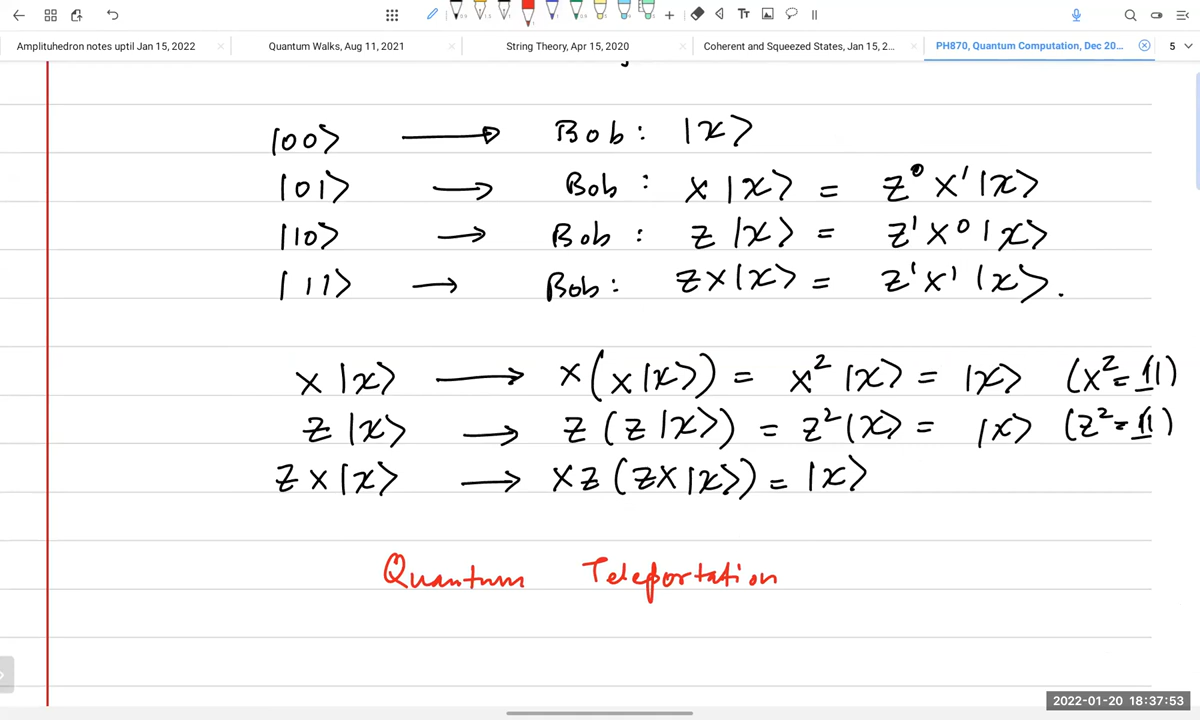 Amplituhedron notes uptil Jan 15, 2022 Quantum Walks, Aug 11, 2021 String Theory, Apr 15, 2020 Coherent and Squeezed States, Jan 15, 2... PH870, Quantum Computation, Dec 20... 5
|00⟩ ⟶ Bob: |x⟩
|01⟩ ⟶ Bob: X|x⟩ = Z⁰X¹|x⟩
|10⟩ ⟶ Bob: Z|x⟩ = Z¹X⁰|x⟩
|11⟩ ⟶ Bob: ZX|x⟩ = Z¹X¹|x⟩.
X|x⟩ ⟶ X(X|x⟩) = X²|x⟩ = |x⟩ (X²=𝟙)
Z|x⟩ ⟶ Z(Z|x⟩) = Z²|x⟩ = |x⟩ (Z²=𝟙)
ZX|x⟩ ⟶ XZ(ZX|x⟩) = |x⟩
Quantum Teleportation
2022-01-20 18:37:53